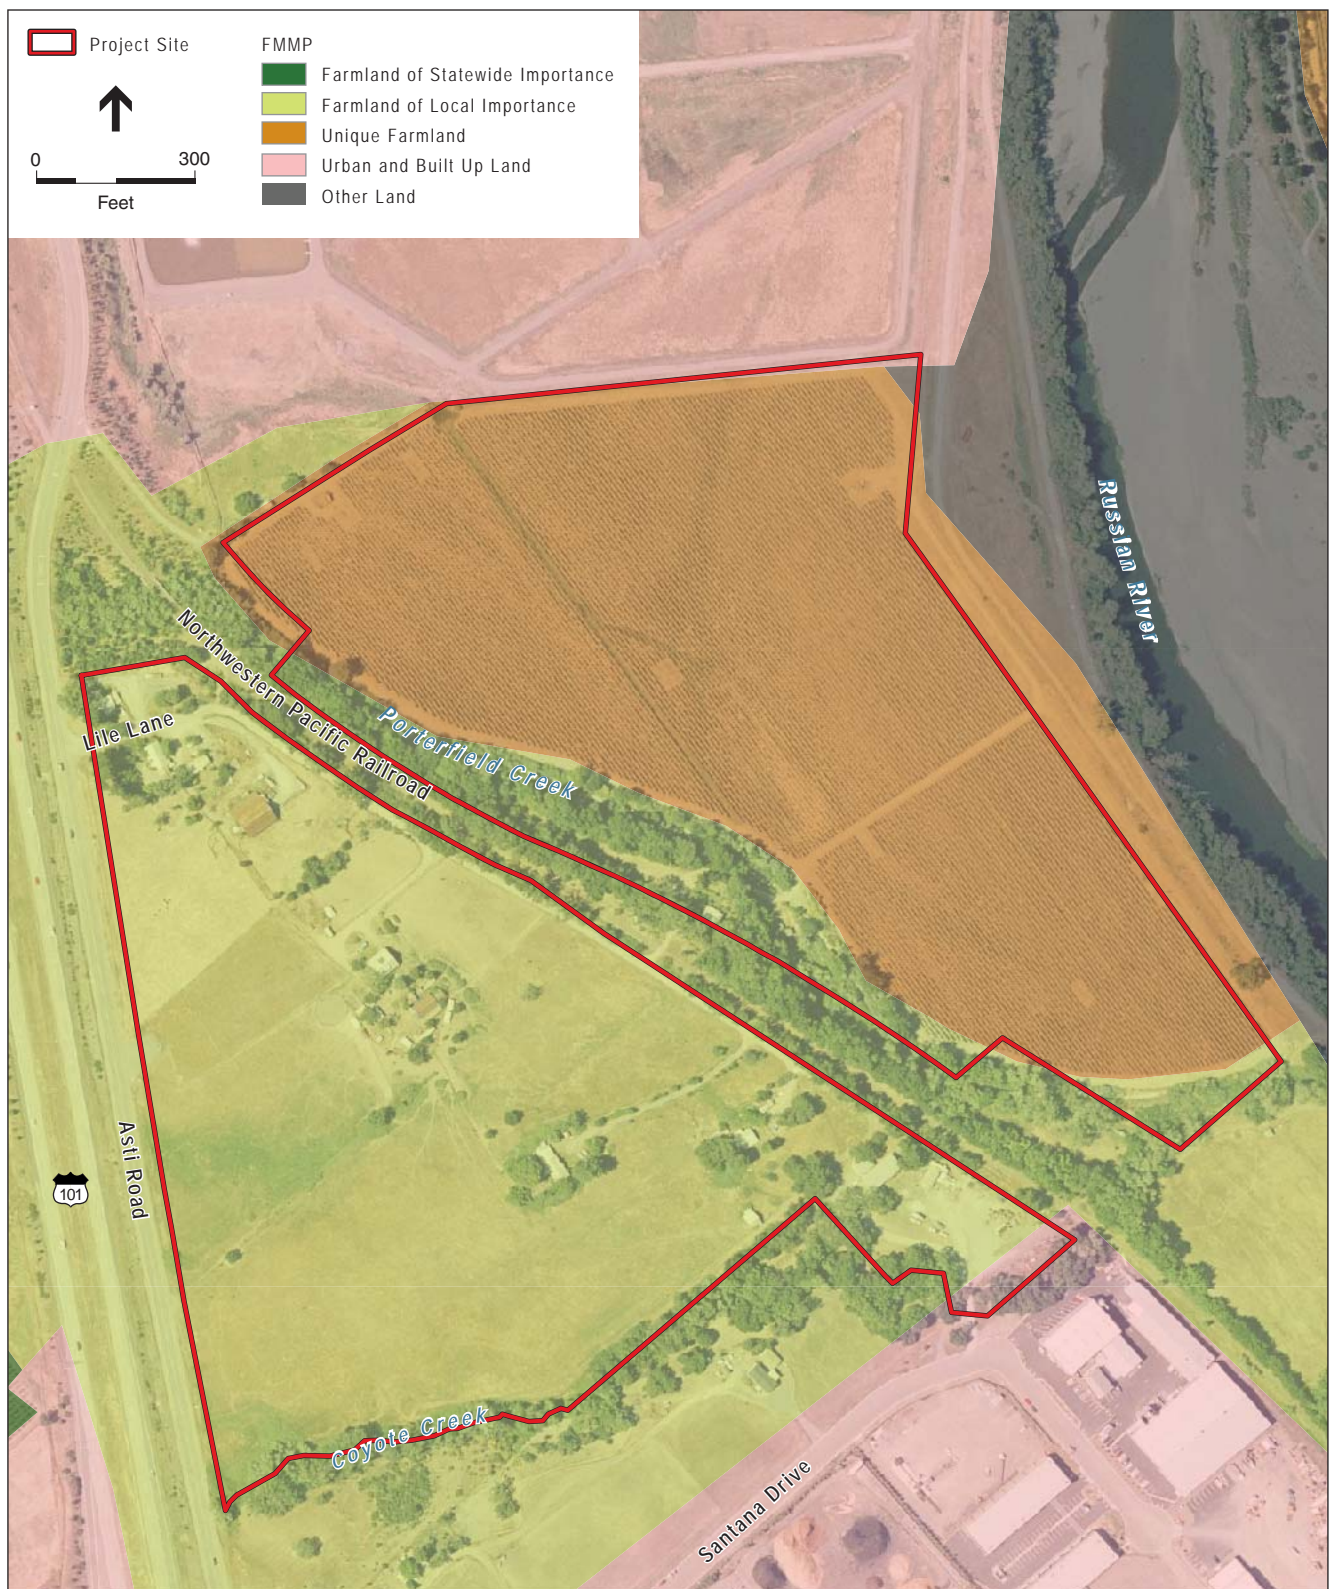 Project Site
0 300
Feet
FMMP
Farmland of Statewide Importance
Farmland of Local Importance
Unique Farmland
Urban and Built Up Land
Other Land
Russian River
Northwestern Pacific Railroad
Porterfield Creek
Lile Lane
Asti Road
101
Coyote Creek
Santana Drive